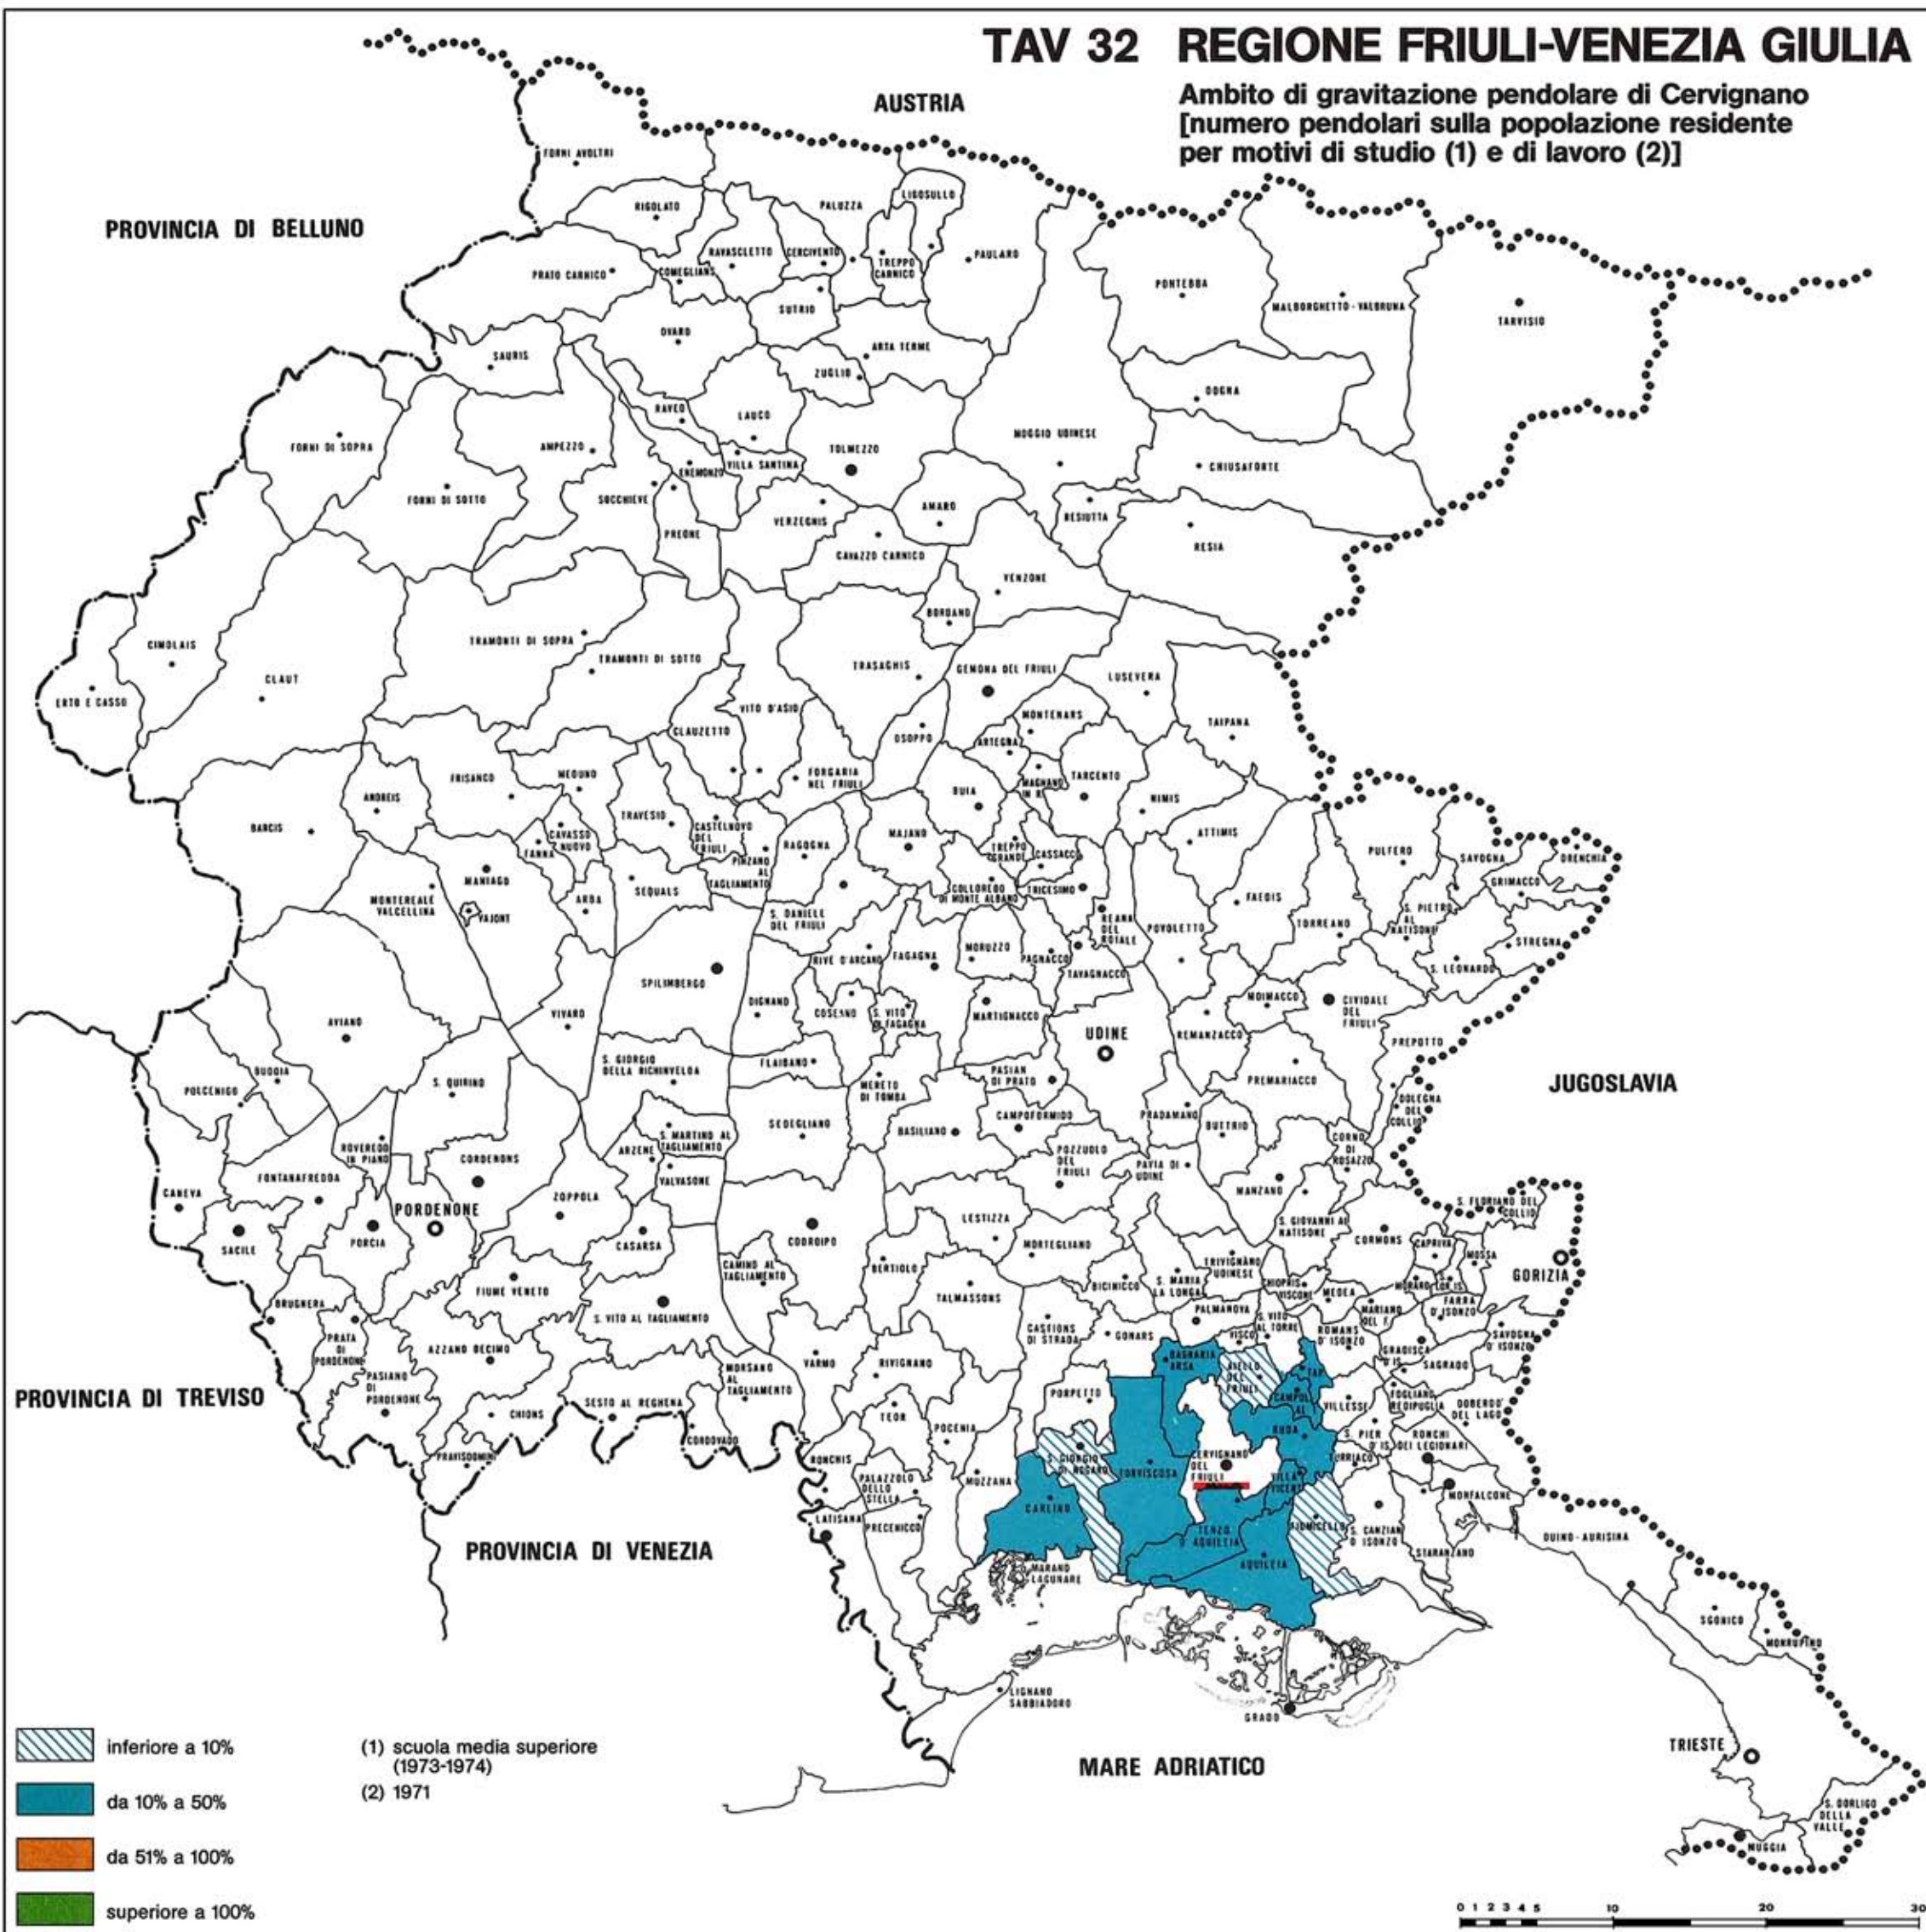 TAV 32 REGIONE FRIULI-VENEZIA GIULIA
Ambito di gravitazione pendolare di Cervignano
[numero pendolari sulla popolazione residente
per motivi di studio (1) e di lavoro (2)]
AUSTRIA
PROVINCIA DI BELLUNO
FORNI AVOLTRI
RIGOLATO
PALUZZA
LIGOSULLO
PRATO CARNICO
COMEGLIANS
RAVASCLETTO
CERCIVENTO
TREPPO
CARNICO
PAULARO
PONTEBBA
MALBORGHETTO-VALBRUNA
TARVISIO
SAURIS
OVARO
SUTRIO
ARTA TERME
ZUGLIO
DOGNA
FORNI DI SOPRA
FORNI DI SOTTO
AMPEZZO
RAVEO
LAUCO
ENEMONZO
VILLA SANTINA
TOLMEZZO
MOGGIO UDINESE
CHIUSAFORTE
SOCCHIEVE
PREONE
VERZEGNIS
AMARO
CAVAZZO CARNICO
RESIUTTA
RESIA
VENZONE
BORDANO
CIMOLAIS
ERTO E CASSO
CLAUT
TRAMONTI DI SOPRA
TRAMONTI DI SOTTO
TRASAGHIS
GEMONA DEL FRIULI
LUSEVERA
VITO D'ASIO
CLAUZETTO
OSOPPO
MONTENARS
ARTEGNA
TAIPANA
BARCIS
ANDREIS
FRISANCO
MEDUNO
FORGARIA
NEL FRIULI
BUIA
MAGNANO
IN R.
TARCENTO
NIMIS
CAVASSO
NUOVO
FANNA
TRAVESIO
CASTELNOVO
DEL
FRIULI
PINZANO
AL
TAGLIAMENTO
RAGOGNA
MAJANO
TREPPO
GRANDE
CASSACCO
ATTIMIS
PULFERO
SAVOGNA
DRENCHIA
GRIMACCO
MONTEREALE
VALCELLINA
MANIAGO
VAJONT
ARBA
SEQUALS
S. DANIELE
DEL FRIULI
COLLOREDO
DI MONTE ALBANO
TRICESIMO
REANA
DEL
ROIALE
POVOLETTO
FAEDIS
TORREANO
S. PIETRO
AL
NATISONE
STREGNA
S. LEONARDO
SPILIMBERGO
RIVE D'ARCANO
FAGAGNA
MORUZZO
PAGNACCO
TAVAGNACCO
AVIANO
VIVARO
DIGNANO
COSEANO
S. VITO
DI FAGAGNA
MARTIGNACCO
UDINE
REMANZACCO
MOIMACCO
CIVIDALE
DEL
FRIULI
PREPOTTO
JUGOSLAVIA
POLCENIGO
BUDOIA
S. QUIRINO
S. GIORGIO
DELLA RICHINVELDA
FLAIBANO
MERETO
DI TOMBA
PASIAN
DI PRATO
PREMARIACCO
DOLEGNA
DEL
COLLIO
ROVEREDO
IN PIANO
CORDENONS
ARZENE
S. MARTINO AL
TAGLIAMENTO
VALVASONE
SEDEGLIANO
BASILIANO
CAMPOFORMIDO
POZZUOLO
DEL
FRIULI
PRADAMANO
BUTTRIO
PAVIA DI
UDINE
CORNO
DI
ROSAZZO
CANEVA
FONTANAFREDDA
SACILE
PORCIA
PORDENONE
ZOPPOLA
CASARSA
CODROIPO
LESTIZZA
MORTEGLIANO
MANZANO
S. GIOVANNI AL
NATISONE
CORMONS
CAPRIVA
S. FLORIANO DEL
COLLIO
MOSSA
GORIZIA
BRUGNERA
PRATA
DI
PORDENONE
FIUME VENETO
S. VITO AL TAGLIAMENTO
CAMINO AL
TAGLIAMENTO
BERTIOLO
TALMASSONS
BICINICCO
S. MARIA
LA LONGA
TRIVIGNANO
UDINESE
CHIOPRIS
VISCONE
MEDEA
MORARO
MARIANO
DEL F.
FARRA
D'ISONZO
SAVOGNA
D'ISONZO
PROVINCIA DI TREVISO
PASIANO
DI
PORDENONE
AZZANO DECIMO
CHIONS
PRAVISDOMINI
SESTO AL REGHENA
CORDOVADO
MORSANO
AL
TAGLIAMENTO
VARMO
RIVIGNANO
CASTIONS
DI STRADA
GONARS
PALMANOVA
VISCO
S. VITO
AL TORRE
ROMANS
D'ISONZO
GRADISCA
D'IS.
SAGRADO
BAGNARIA
ARSA
AIELLO
DEL
FRIULI
VILLESSE
FOGLIANO
REDIPUGLIA
DOBERDO'
DEL LAGO
RONCHIS
TEOR
POCENIA
PORPETTO
RUDA
S. PIER
D'IS.
RONCHI
DEI LEGIONARI
TURRIACO
MONFALCONE
PALAZZOLO
DELLO
STELLA
MUZZANA
S. GIORGIO
DI NOGARO
TORVISCOSA
CERVIGNANO
DEL
FRIULI
VILLA
VICENT.
LATISANA
PRECENICCO
CARLINO
TERZO
D'AQUILEIA
AQUILEIA
FIUMICELLO
S. CANZIAN
D'ISONZO
STARANZANO
DUINO-AURISINA
PROVINCIA DI VENEZIA
MARANO
LAGUNARE
SGONICO
MONRUPINO
LIGNANO
SABBIADORO
GRADO
MARE ADRIATICO
TRIESTE
S. DORLIGO
DELLA
VALLE
MUGGIA
inferiore a 10%
da 10% a 50%
da 51% a 100%
superiore a 100%
(1) scuola media superiore
(1973-1974)
(2) 1971
0 1 2 3 4 5 10 20 30